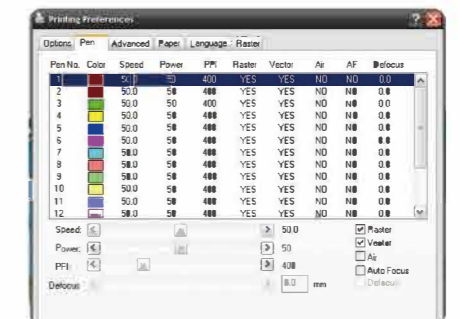 Printing Preferences
Options Pen Advanced Paper Language Raster
Pen No. Color Speed Power PPI Raster Vector Air AF Defocus
1 50.0 50 400 YES YES NO NO 0.0
2 50.0 50 400 YES YES NO NO 0.0
3 50.0 50 400 YES YES NO NO 0.0
4 50.0 50 400 YES YES NO NO 0.0
5 50.0 50 400 YES YES NO NO 0.0
6 50.0 50 400 YES YES NO NO 0.0
7 50.0 50 400 YES YES NO NO 0.0
8 50.0 50 400 YES YES NO NO 0.0
9 50.0 50 400 YES YES NO NO 0.0
10 50.0 50 400 YES YES NO NO 0.0
11 50.0 50 400 YES YES NO NO 0.0
12 50.0 50 400 YES YES NO NO 0.0
Speed: 50.0 Raster
Power: 50 Vector
Air
PPI: 400 Auto Focus
Defocus 0.0 mm Defocus